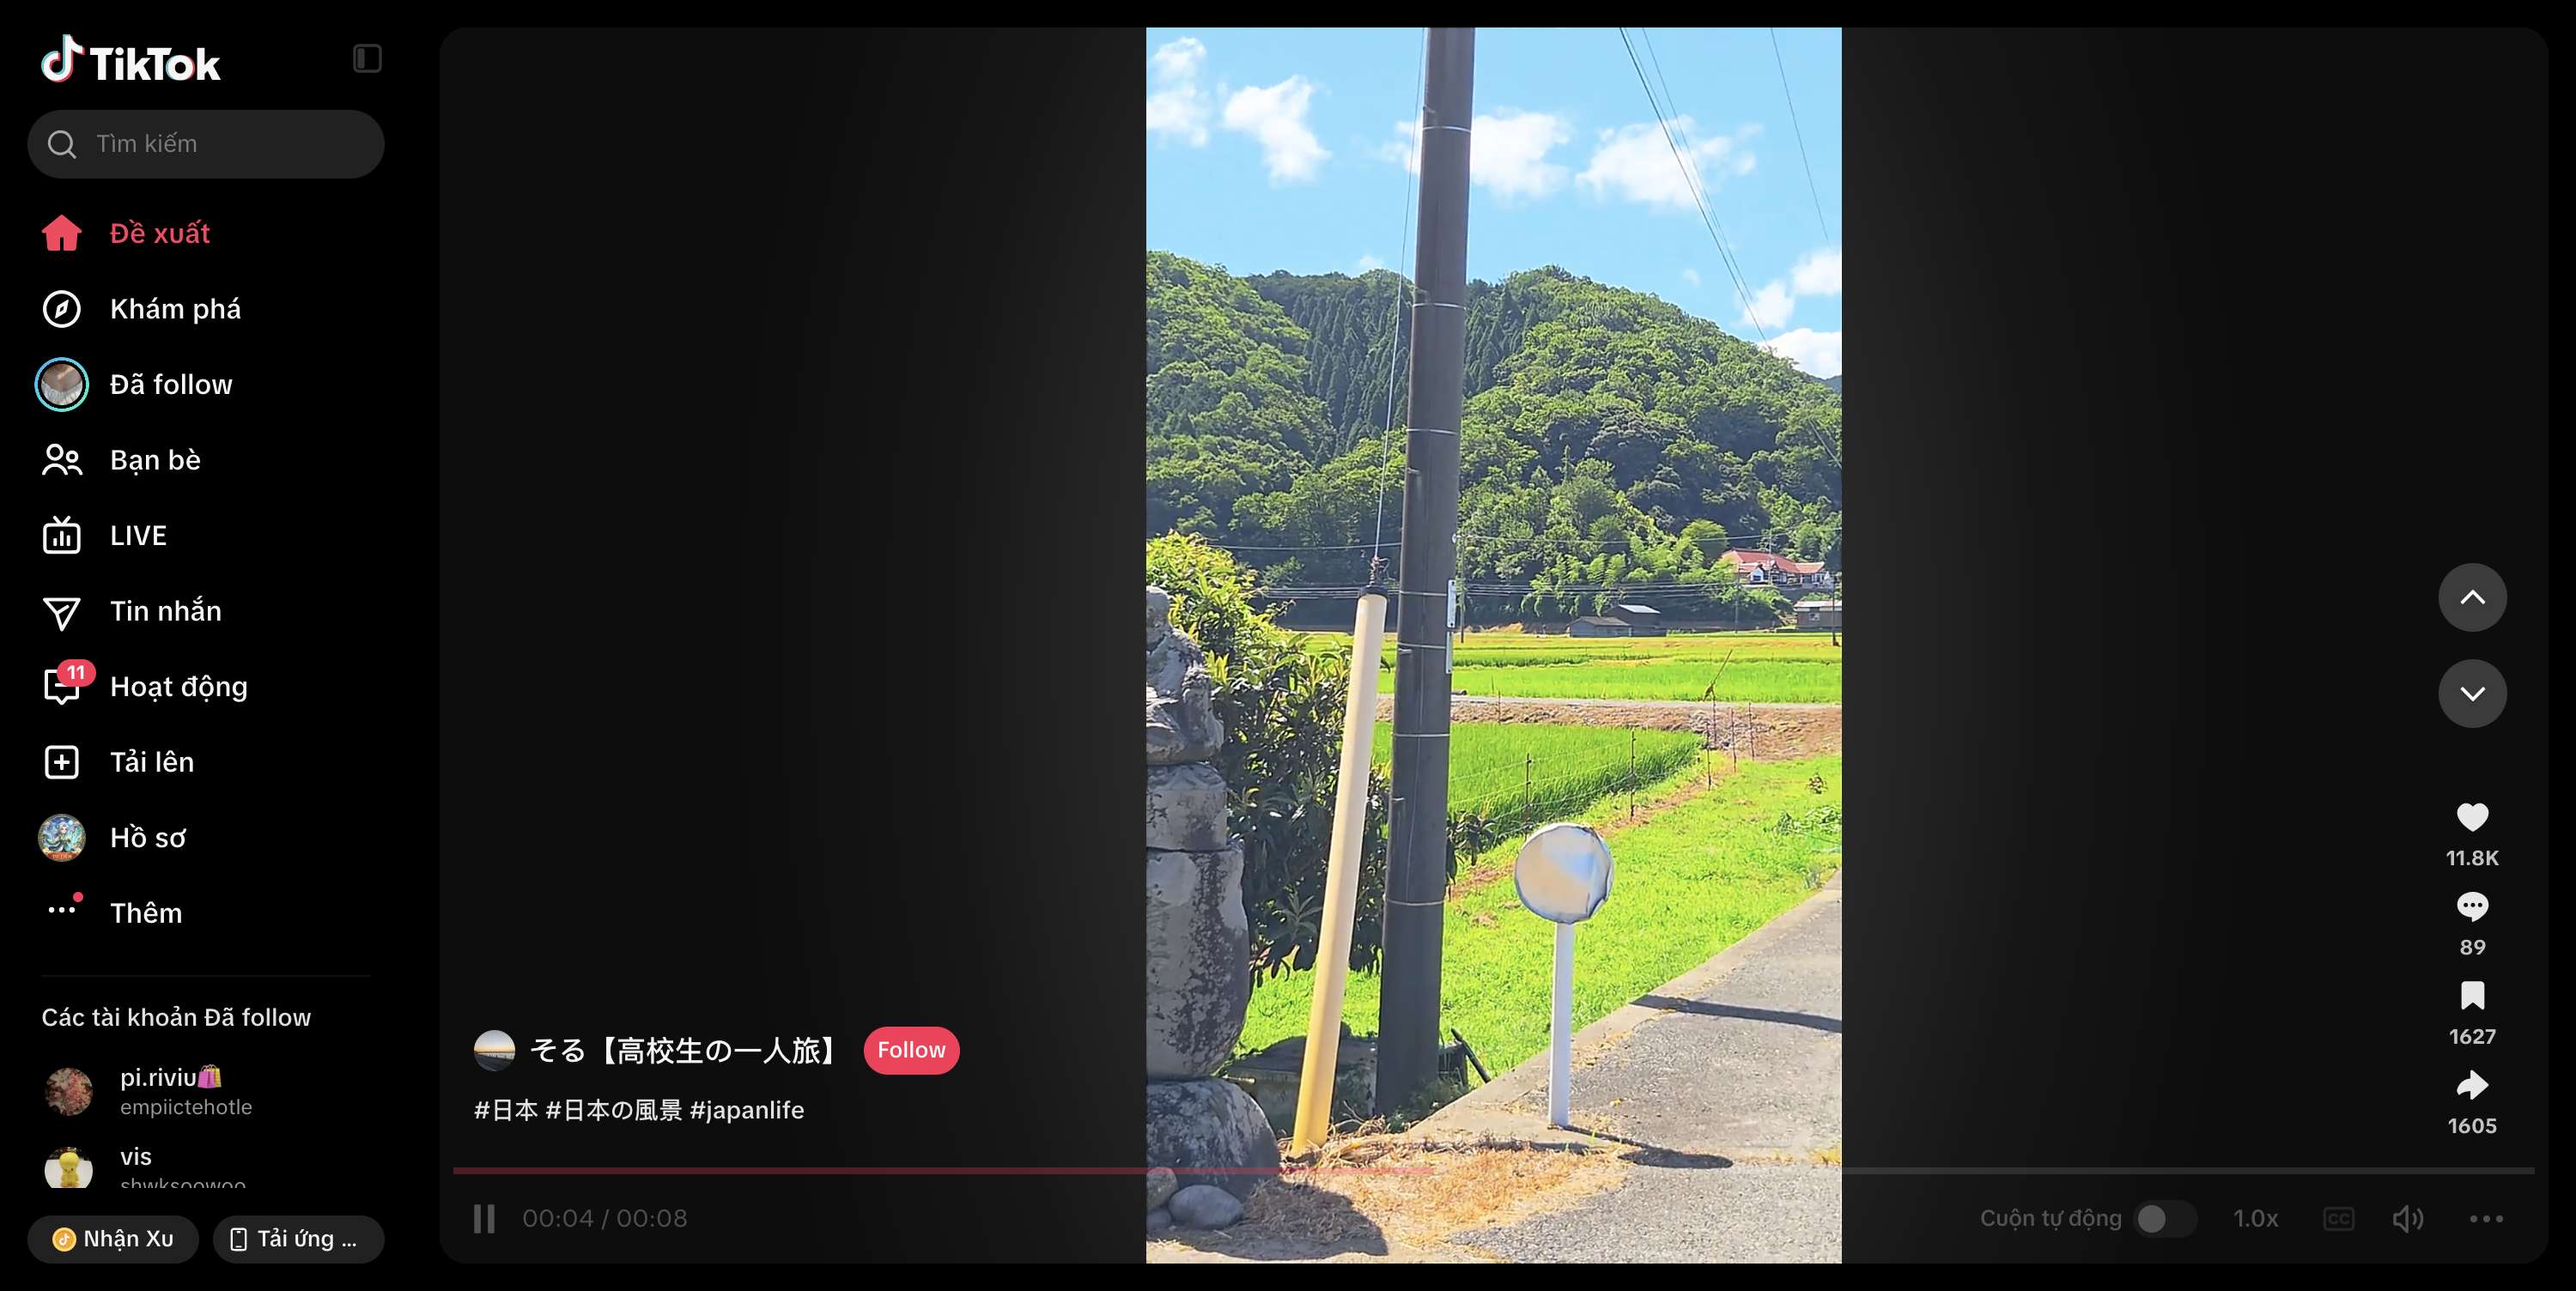 TikTok
Tìm kiếm
Đề xuất
Khám phá
Đã follow
Bạn bè
LIVE
Tin nhắn
11
Hoạt động
Tải lên
Hồ sơ
Thêm
Các tài khoản Đã follow
pi.riviu🛍️
empiictehotle
vis
shwksoowoo
Nhận Xu
Tải ứng ...
そる【高校生の一人旅】
Follow
#日本 #日本の風景 #japanlife
00:04 / 00:08
11.8K
89
1627
1605
Cuộn tự động
1.0x
CC